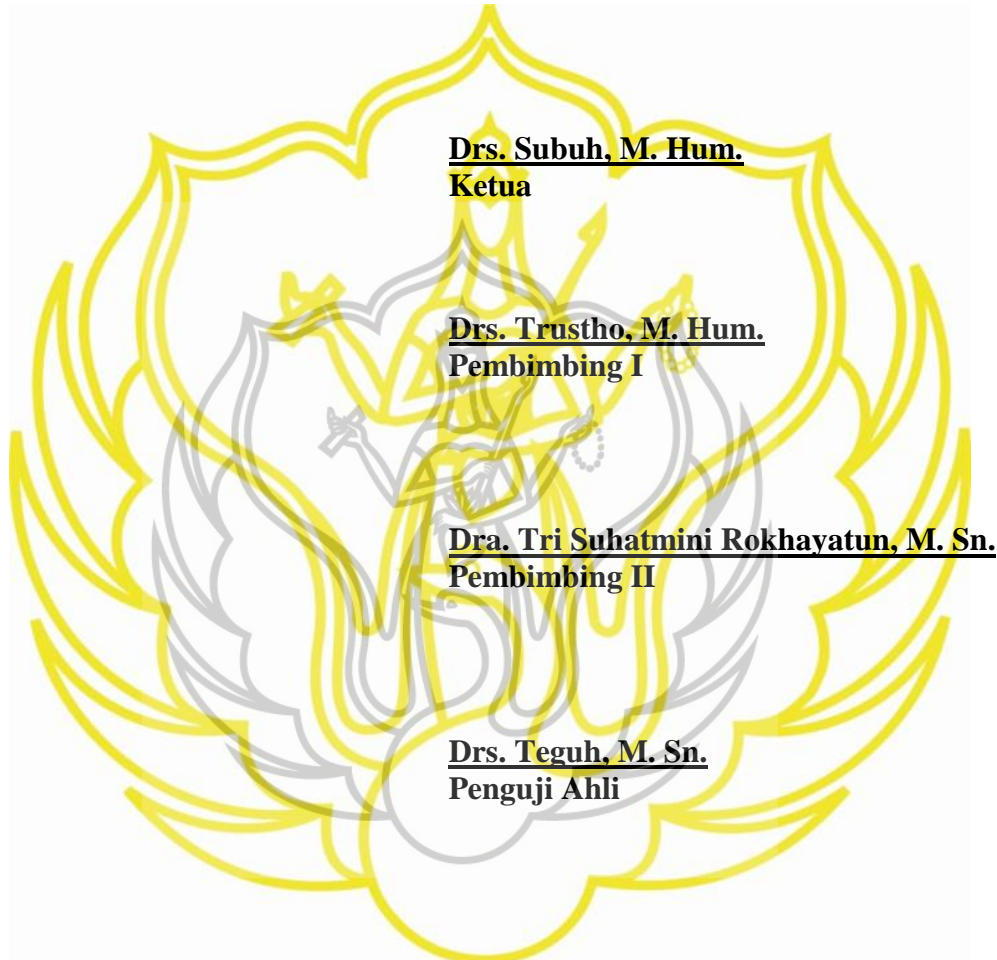 Drs. Subuh, M. Hum.
Ketua
Drs. Trustho, M. Hum.
Pembimbing I
Dra. Tri Suhatmini Rokhayatun, M. Sn.
Pembimbing II
Drs. Teguh, M. Sn.
Penguji Ahli